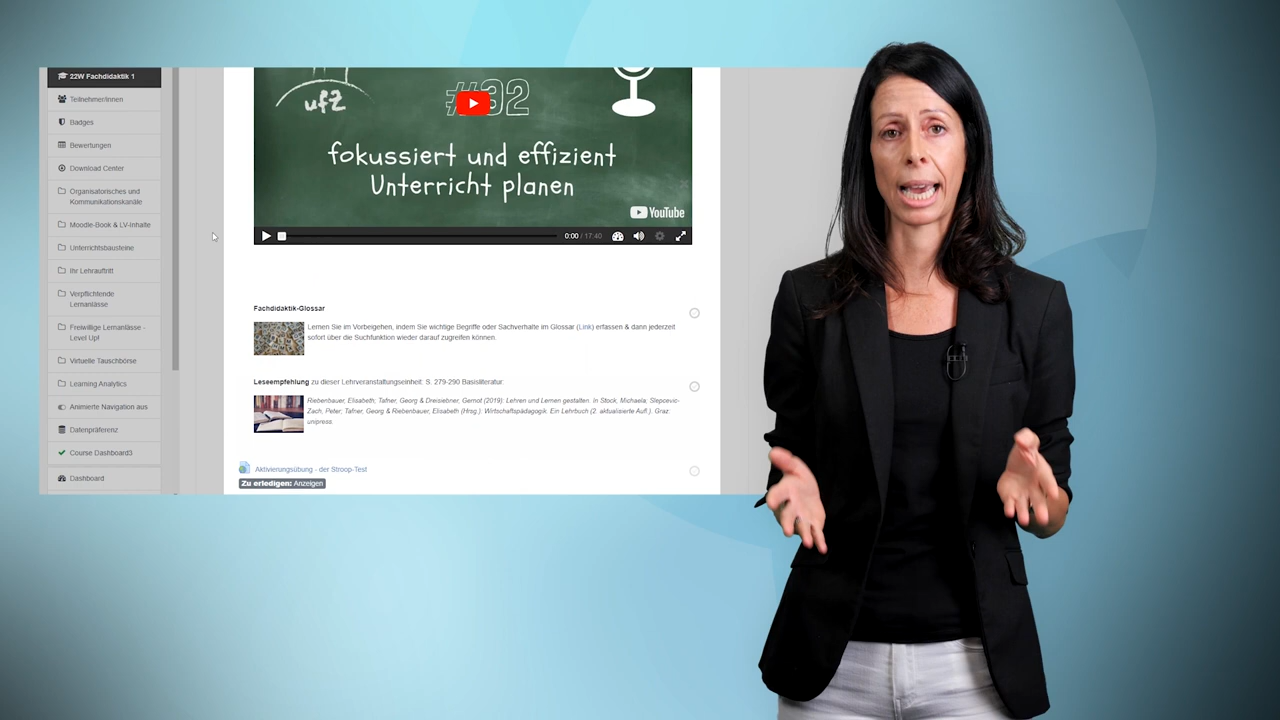 22W Fachdidaktik 1
Teilnehmer/innen
Badges
Bewertungen
Download Center
Organisatorisches und
Kommunikationskanäle
Moodle-Book & LV-Inhalte
Unterrichtsbausteine
Ihr Lehrauftritt
Verpflichtende
Lernanlässe
Freiwillige Lernanlässe -
Level Up!
Virtuelle Tauschbörse
Learning Analytics
Animierte Navigation aus
Datenpräferenz
Course Dashboard3
Dashboard
ufZ
#32
fokussiert und effizient
Unterricht planen
YouTube
0:00 / 17:40
Fachdidaktik-Glossar
Lernen Sie im Vorbeigehen, indem Sie wichtige Begriffe oder Sachverhalte im Glossar (Link) erfassen & dann jederzeit
sofort über die Suchfunktion wieder darauf zugreifen können.
Leseempfehlung zu dieser Lehrveranstaltungseinheit: S. 279-290 Basisliteratur:
Riebenbauer, Elisabeth; Tafner, Georg & Dreisiebner, Gernot (2019): Lehren und Lernen gestalten. in Stock, Michaela; Slepcevic-
Zach, Peter; Tafner, Georg & Riebenbauer, Elisabeth (Hrsg.). Wirtschaftspädagogik. Ein Lehrbuch (2. aktualisierte Aufl.). Graz:
unipress.
Aktivierungsübung - der Stroop-Test
Zu erledigen: Anzeigen